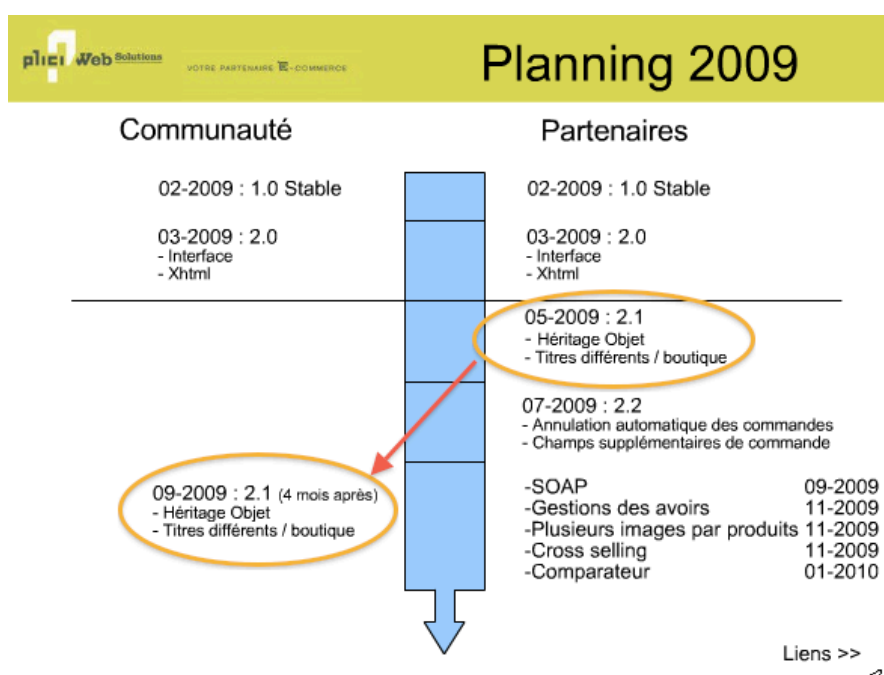 plici Web Solutions
VOTRE PARTENAIRE E-COMMERCE
Planning 2009
Communauté
02-2009 : 1.0 Stable
03-2009 : 2.0
- Interface
- Xhtml
09-2009 : 2.1 (4 mois après)
- Héritage Objet
- Titres différents / boutique
Partenaires
02-2009 : 1.0 Stable
03-2009 : 2.0
- Interface
- Xhtml
05-2009 : 2.1
- Héritage Objet
- Titres différents / boutique
07-2009 : 2.2
- Annulation automatique des commandes
- Champs supplémentaires de commande
-SOAP 09-2009
-Gestions des avoirs 11-2009
-Plusieurs images par produits 11-2009
-Cross selling 11-2009
-Comparateur 01-2010
Liens >>